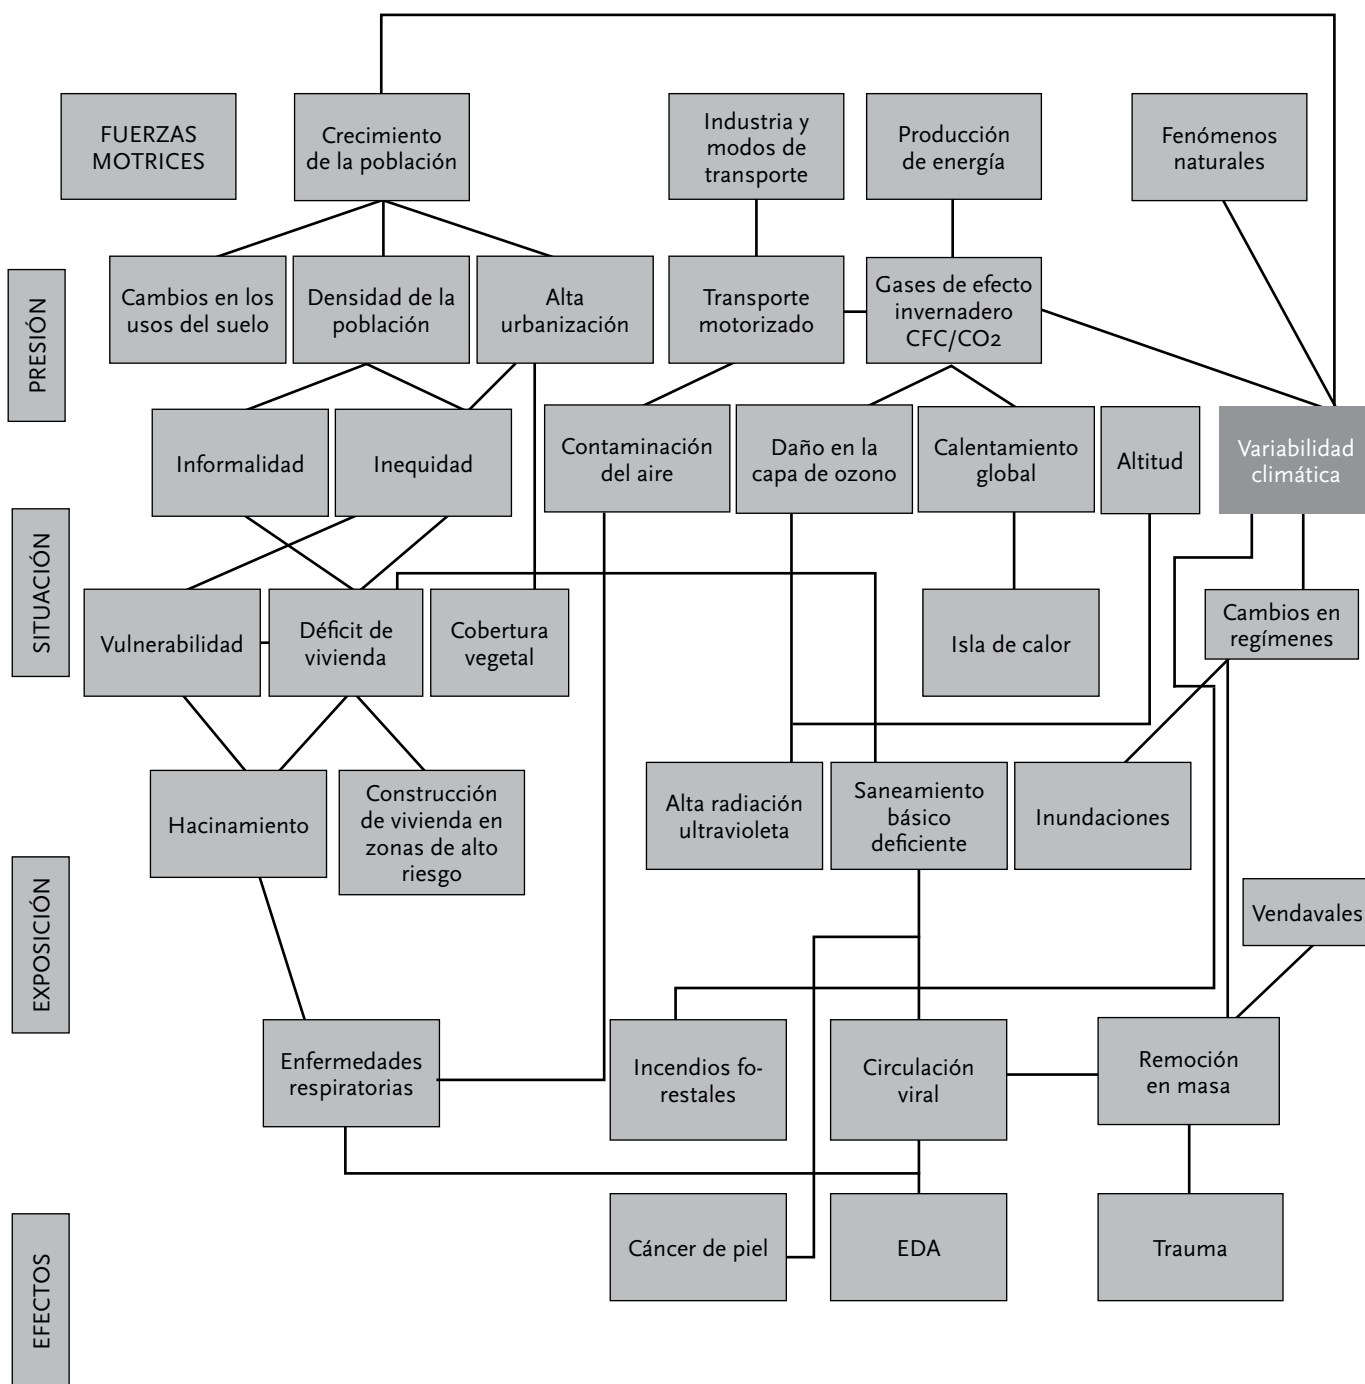 FUERZAS
MOTRICES
Crecimiento
de la población
Industria y
modos de
transporte
Producción
de energía
Fenómenos
naturales
PRESIÓN
Cambios en los
usos del suelo
Densidad de la
población
Alta
urbanización
Transporte
motorizado
Gases de efecto
invernadero
CFC/CO2
Informalidad
Inequidad
Contaminación
del aire
Daño en la
capa de ozono
Calentamiento
global
Altitud
Variabilidad
climática
SITUACIÓN
Vulnerabilidad
Déficit de
vivienda
Cobertura
vegetal
Isla de calor
Cambios en
regímenes
Hacinamiento
Construcción
de vivienda en
zonas de alto
riesgo
Alta radiación
ultravioleta
Saneamiento
básico
deficiente
Inundaciones
EXPOSICIÓN
Vendavales
Enfermedades
respiratorias
Incendios fo-
restales
Circulación
viral
Remoción
en masa
EFECTOS
Cáncer de piel
EDA
Trauma